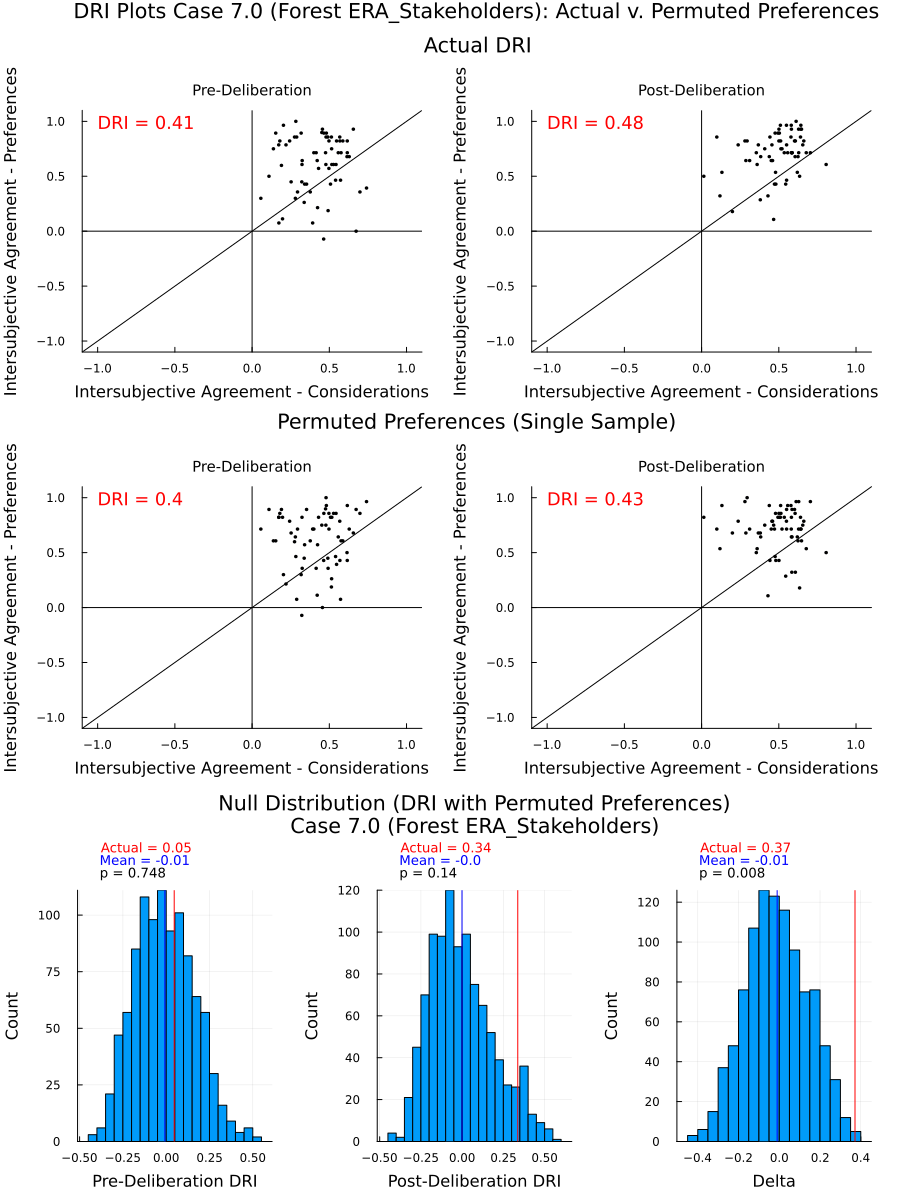 DRI Plots Case 7.0 (Forest ERA_Stakeholders): Actual v. Permuted Preferences
Actual DRI
Pre-Deliberation
DRI = 0.41
Intersubjective Agreement - Preferences
1.0
0.5
0.0
−0.5
−1.0
−1.0 −0.5 0.0 0.5 1.0
Intersubjective Agreement - Considerations
Post-Deliberation
DRI = 0.48
Intersubjective Agreement - Preferences
1.0
0.5
0.0
−0.5
−1.0
−1.0 −0.5 0.0 0.5 1.0
Intersubjective Agreement - Considerations
Permuted Preferences (Single Sample)
Pre-Deliberation
DRI = 0.4
Intersubjective Agreement - Preferences
1.0
0.5
0.0
−0.5
−1.0
−1.0 −0.5 0.0 0.5 1.0
Intersubjective Agreement - Considerations
Post-Deliberation
DRI = 0.43
Intersubjective Agreement - Preferences
1.0
0.5
0.0
−0.5
−1.0
−1.0 −0.5 0.0 0.5 1.0
Intersubjective Agreement - Considerations
Null Distribution (DRI with Permuted Preferences)
Case 7.0 (Forest ERA_Stakeholders)
Actual = 0.05
Mean = -0.01
p = 0.748
Count
100
75
50
25
0
−0.50 −0.25 0.00 0.25 0.50
Pre-Deliberation DRI
Actual = 0.34
Mean = -0.0
p = 0.14
Count
120
100
80
60
40
20
0
−0.50 −0.25 0.00 0.25 0.50
Post-Deliberation DRI
Actual = 0.37
Mean = -0.01
p = 0.008
Count
120
100
80
60
40
20
0
−0.4 −0.2 0.0 0.2 0.4
Delta